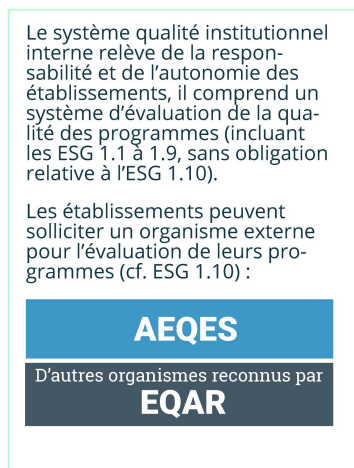 Le système qualité institutionnel
interne relève de la respon-
sabilité et de l’autonomie des
établissements, il comprend un
système d’évaluation de la qua-
lité des programmes (incluant
les ESG 1.1 à 1.9, sans obligation
relative à l’ESG 1.10).
Les établissements peuvent
solliciter un organisme externe
pour l’évaluation de leurs pro-
grammes (cf. ESG 1.10) :
AEQES
D’autres organismes reconnus par
EQAR